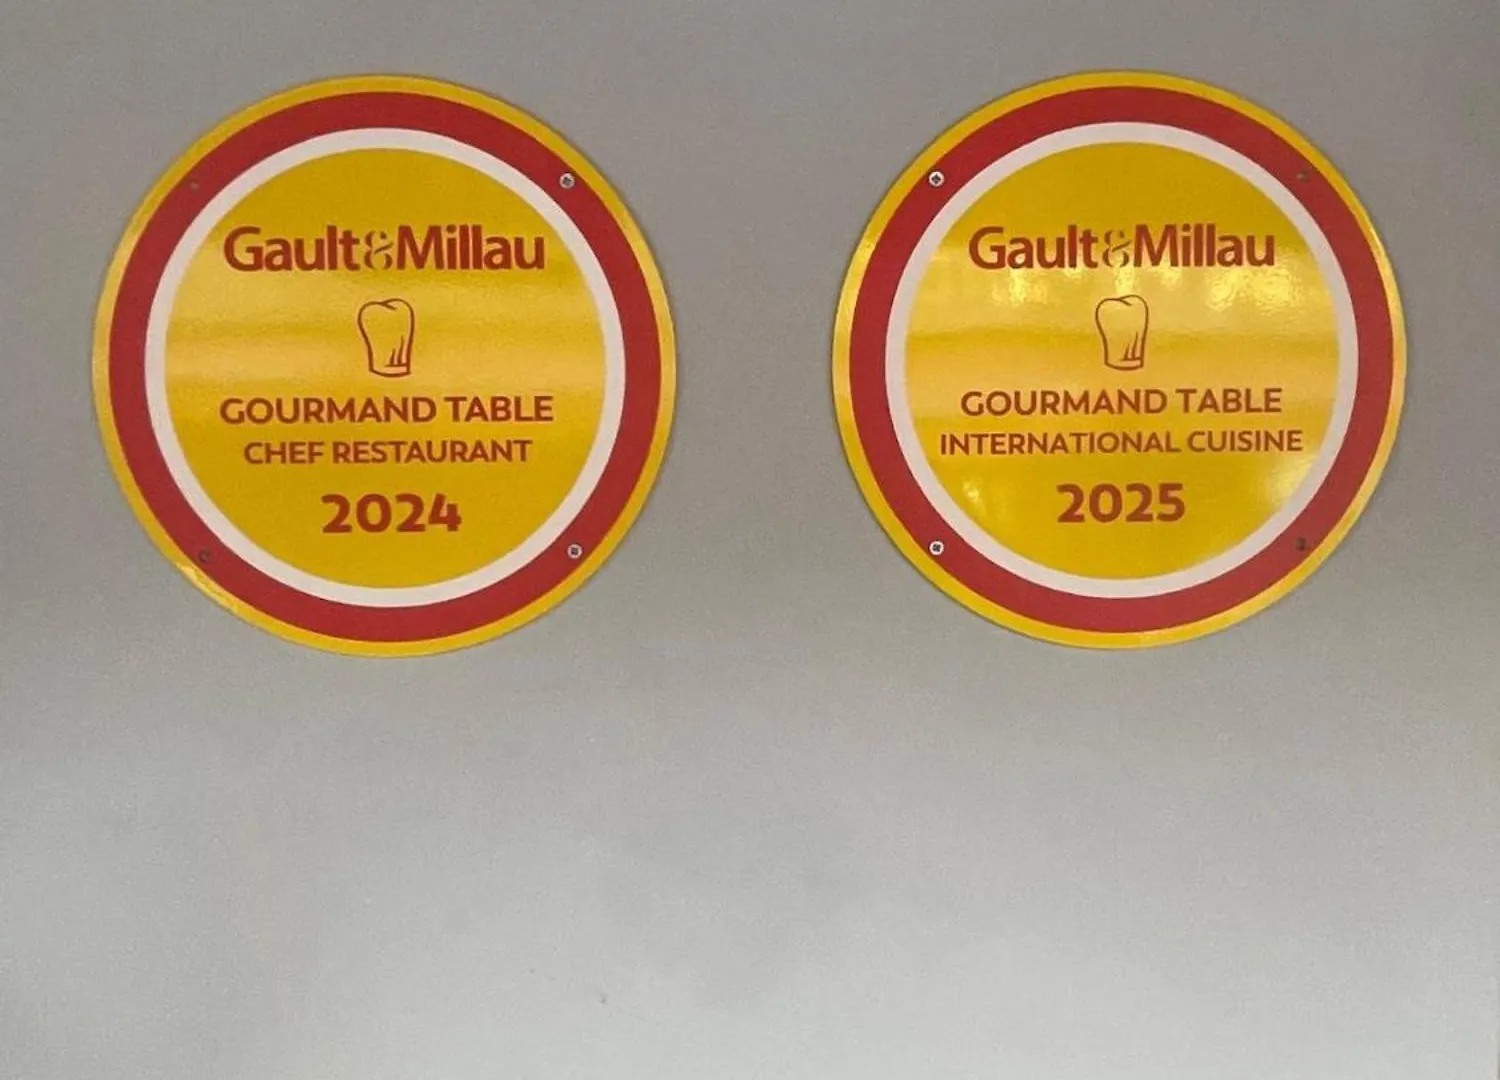 Gault&Millau
GOURMAND TABLE
CHEF RESTAURANT
2024
Gault&Millau
GOURMAND TABLE
INTERNATIONAL CUISINE
2025